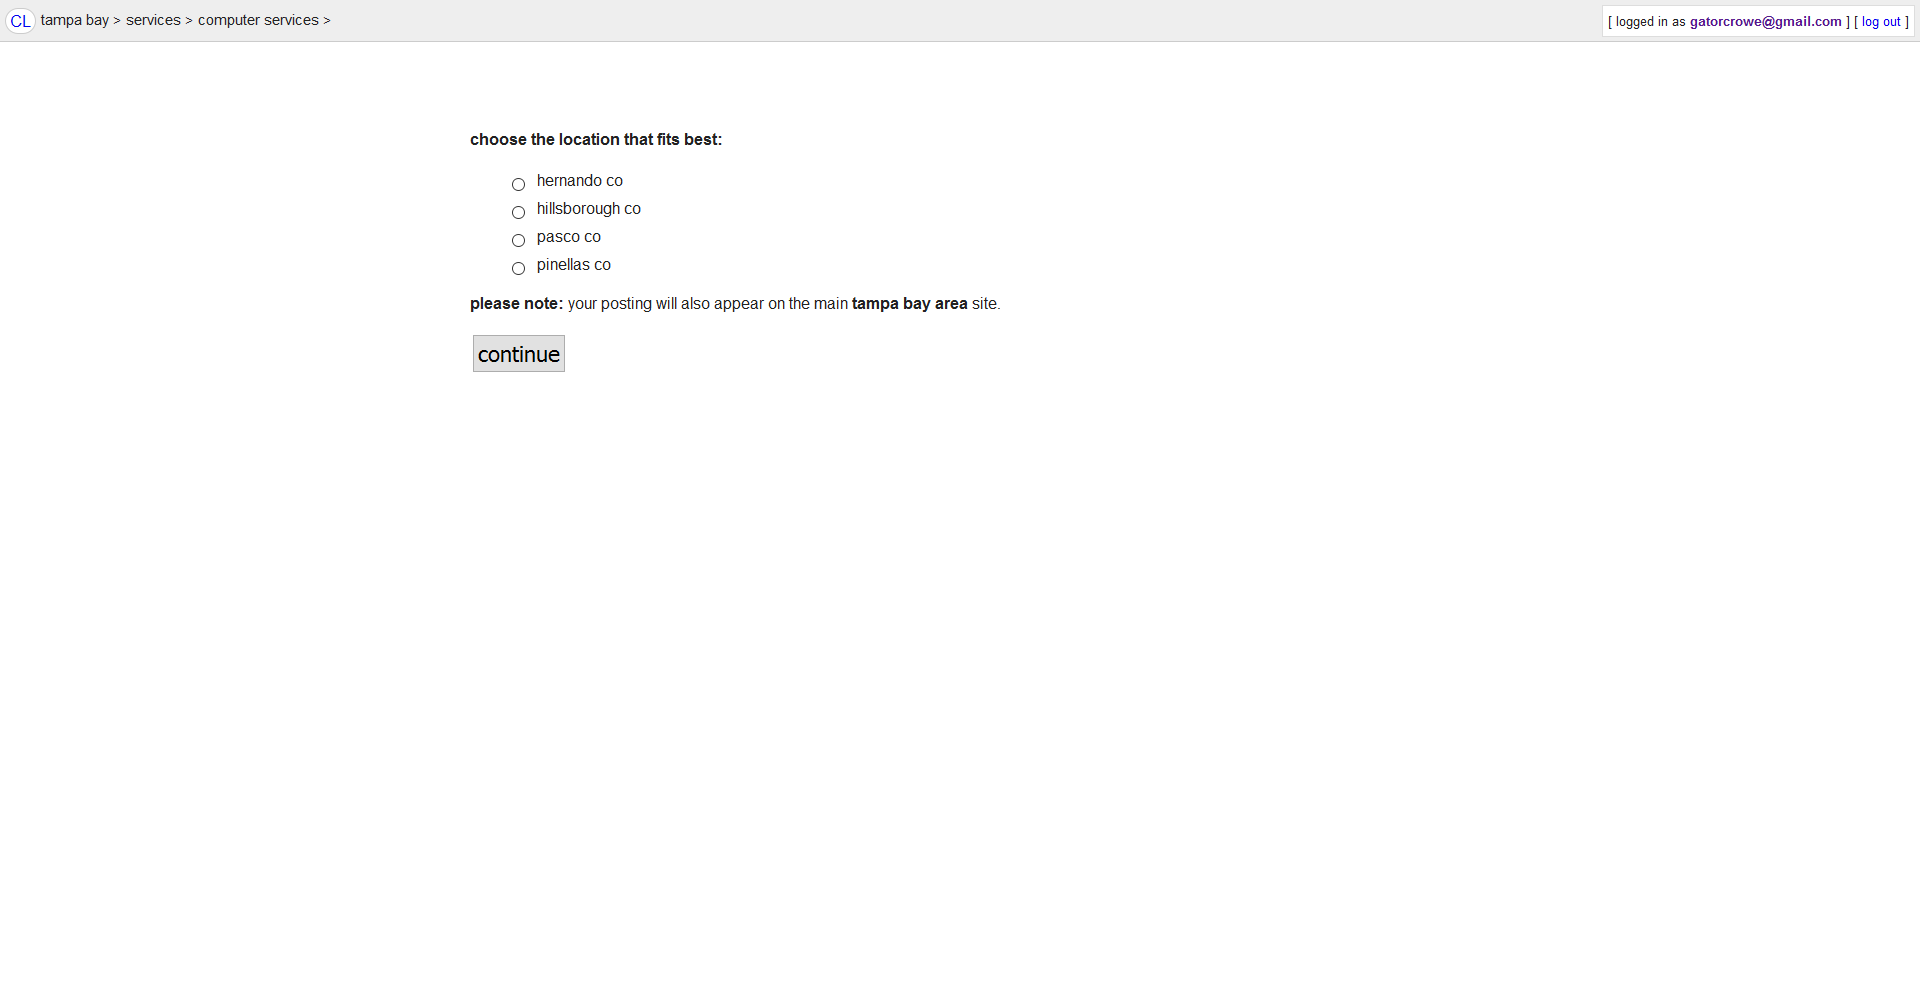 CL tampa bay > services > computer services >
[ logged in as gatorcrowe@gmail.com ] [ log out ]
choose the location that fits best:
hernando co
hillsborough co
pasco co
pinellas co
please note: your posting will also appear on the main tampa bay area site.
continue